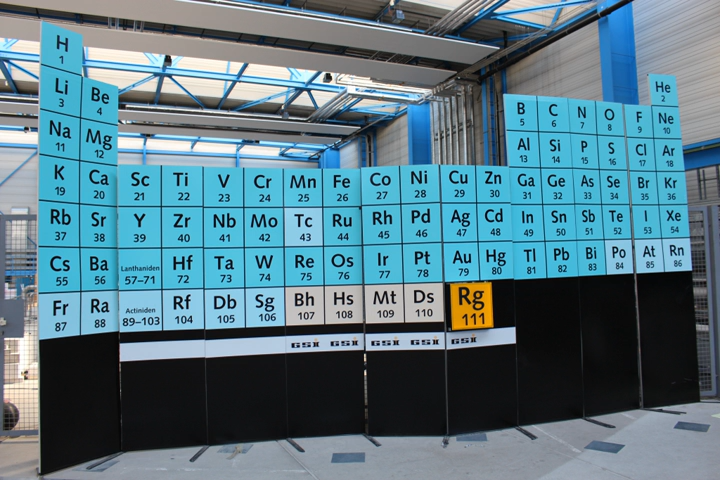 H
1
He
2
Li
3
Be
4
B
5
C
6
N
7
O
8
F
9
Ne
10
Na
11
Mg
12
Al
13
Si
14
P
15
S
16
Cl
17
Ar
18
K
19
Ca
20
Sc
21
Ti
22
V
23
Cr
24
Mn
25
Fe
26
Co
27
Ni
28
Cu
29
Zn
30
Ga
31
Ge
32
As
33
Se
34
Br
35
Kr
36
Rb
37
Sr
38
Y
39
Zr
40
Nb
41
Mo
42
Tc
43
Ru
44
Rh
45
Pd
46
Ag
47
Cd
48
In
49
Sn
50
Sb
51
Te
52
I
53
Xe
54
Cs
55
Ba
56
Lanthaniden
57–71
Hf
72
Ta
73
W
74
Re
75
Os
76
Ir
77
Pt
78
Au
79
Hg
80
Tl
81
Pb
82
Bi
83
Po
84
At
85
Rn
86
Fr
87
Ra
88
Actiniden
89–103
Rf
104
Db
105
Sg
106
Bh
107
Hs
108
Mt
109
Ds
110
Rg
111
GSI
GSI
GSI
GSI
GSI